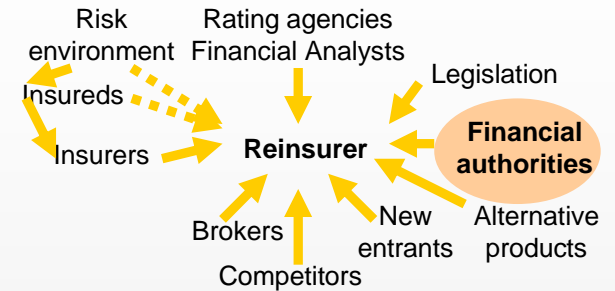 Risk
environment
Rating agencies
Financial Analysts
Legislation
Insureds
Financial
authorities
Insurers
Reinsurer
Brokers
New
entrants
Alternative
products
Competitors